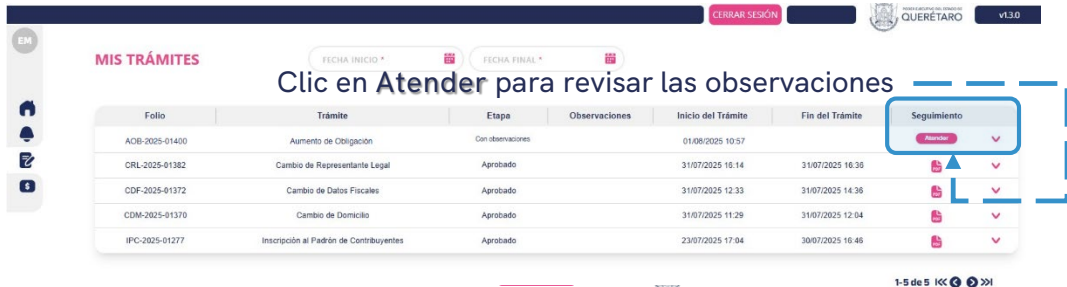 CERRAR SESIÓN
QUERÉTARO
v1.3.0
EM
MIS TRÁMITES
FECHA INICIO *
FECHA FINAL *
Clic en Atender para revisar las observaciones
Folio Trámite Etapa Observaciones Inicio del Trámite Fin del Trámite Seguimiento
AOB-2025-01400 Aumento de Obligación Con observaciones 01/08/2025 10:57 Atender
CRL-2025-01382 Cambio de Representante Legal Aprobado 31/07/2025 16:14 31/07/2025 16:36 PDF
CDF-2025-01372 Cambio de Datos Fiscales Aprobado 31/07/2025 12:33 31/07/2025 14:36 PDF
CDM-2025-01370 Cambio de Domicilio Aprobado 31/07/2025 11:29 31/07/2025 12:04 PDF
IPC-2025-01277 Inscripción al Padrón de Contribuyentes Aprobado 23/07/2025 17:04 30/07/2025 16:46 PDF
1-5 de 5